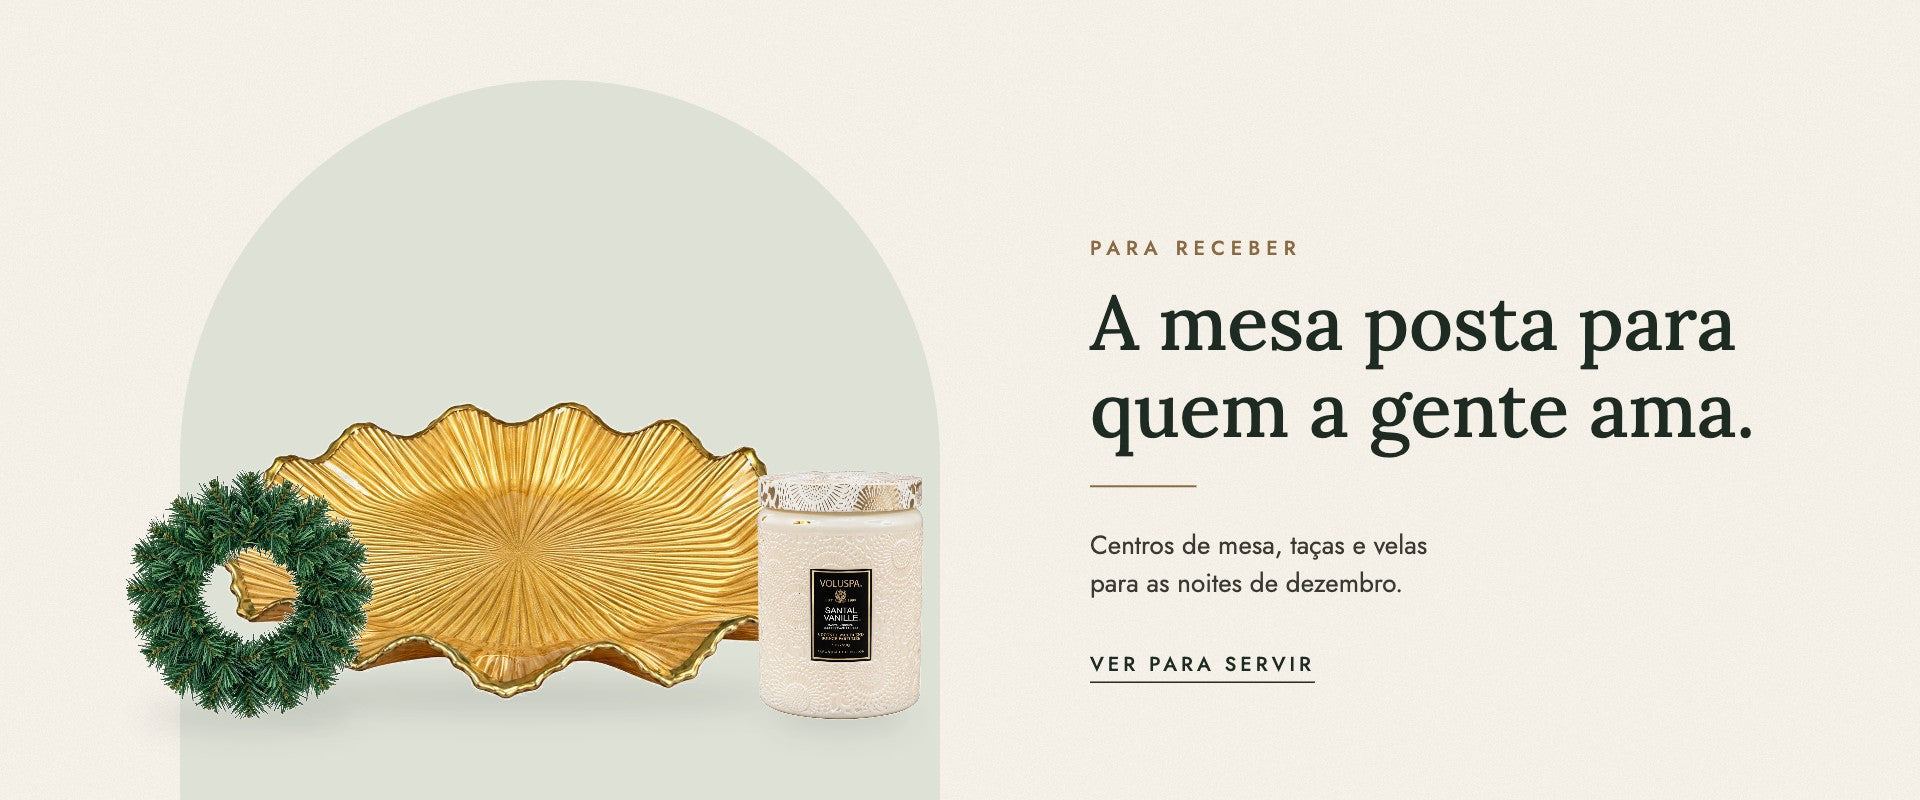 PARA RECEBER
A mesa posta para
quem a gente ama.
Centros de mesa, taças e velas
para as noites de dezembro.
VER PARA SERVIR
VOLUSPA
SANTAL
VANILLE